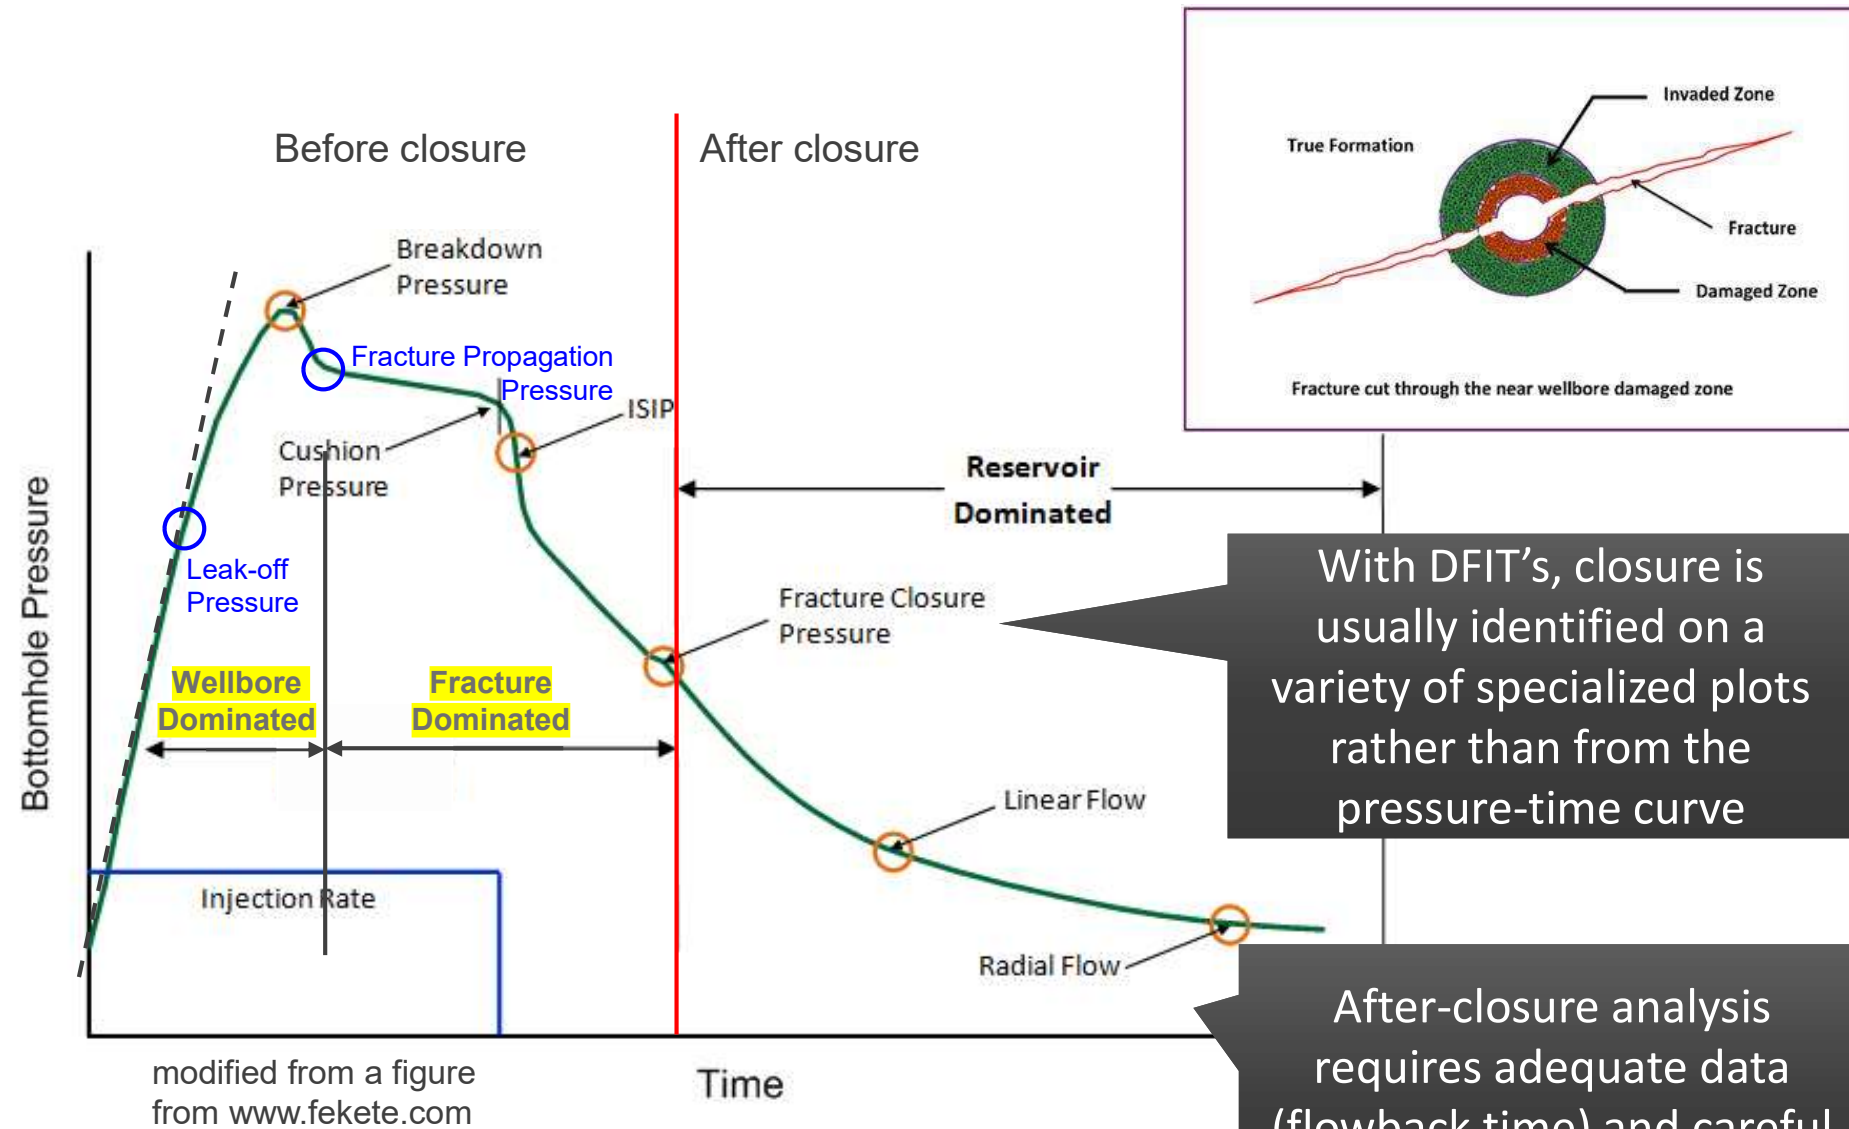 Before closure
After closure
Invaded Zone
True Formation
Fracture
Damaged Zone
Fracture cut through the near wellbore damaged zone
Breakdown
Pressure
Fracture Propagation
Pressure
ISIP
Cushion
Pressure
Reservoir
Dominated
Leak-off
Pressure
Fracture Closure
Pressure
With DFIT’s, closure is
usually identified on a
variety of specialized plots
rather than from the
pressure-time curve
Wellbore
Dominated
Fracture
Dominated
Bottomhole Pressure
Linear Flow
Injection Rate
Radial Flow
After-closure analysis
requires adequate data
(flowback time) and careful
Time
modified from a figure
from www.fekete.com